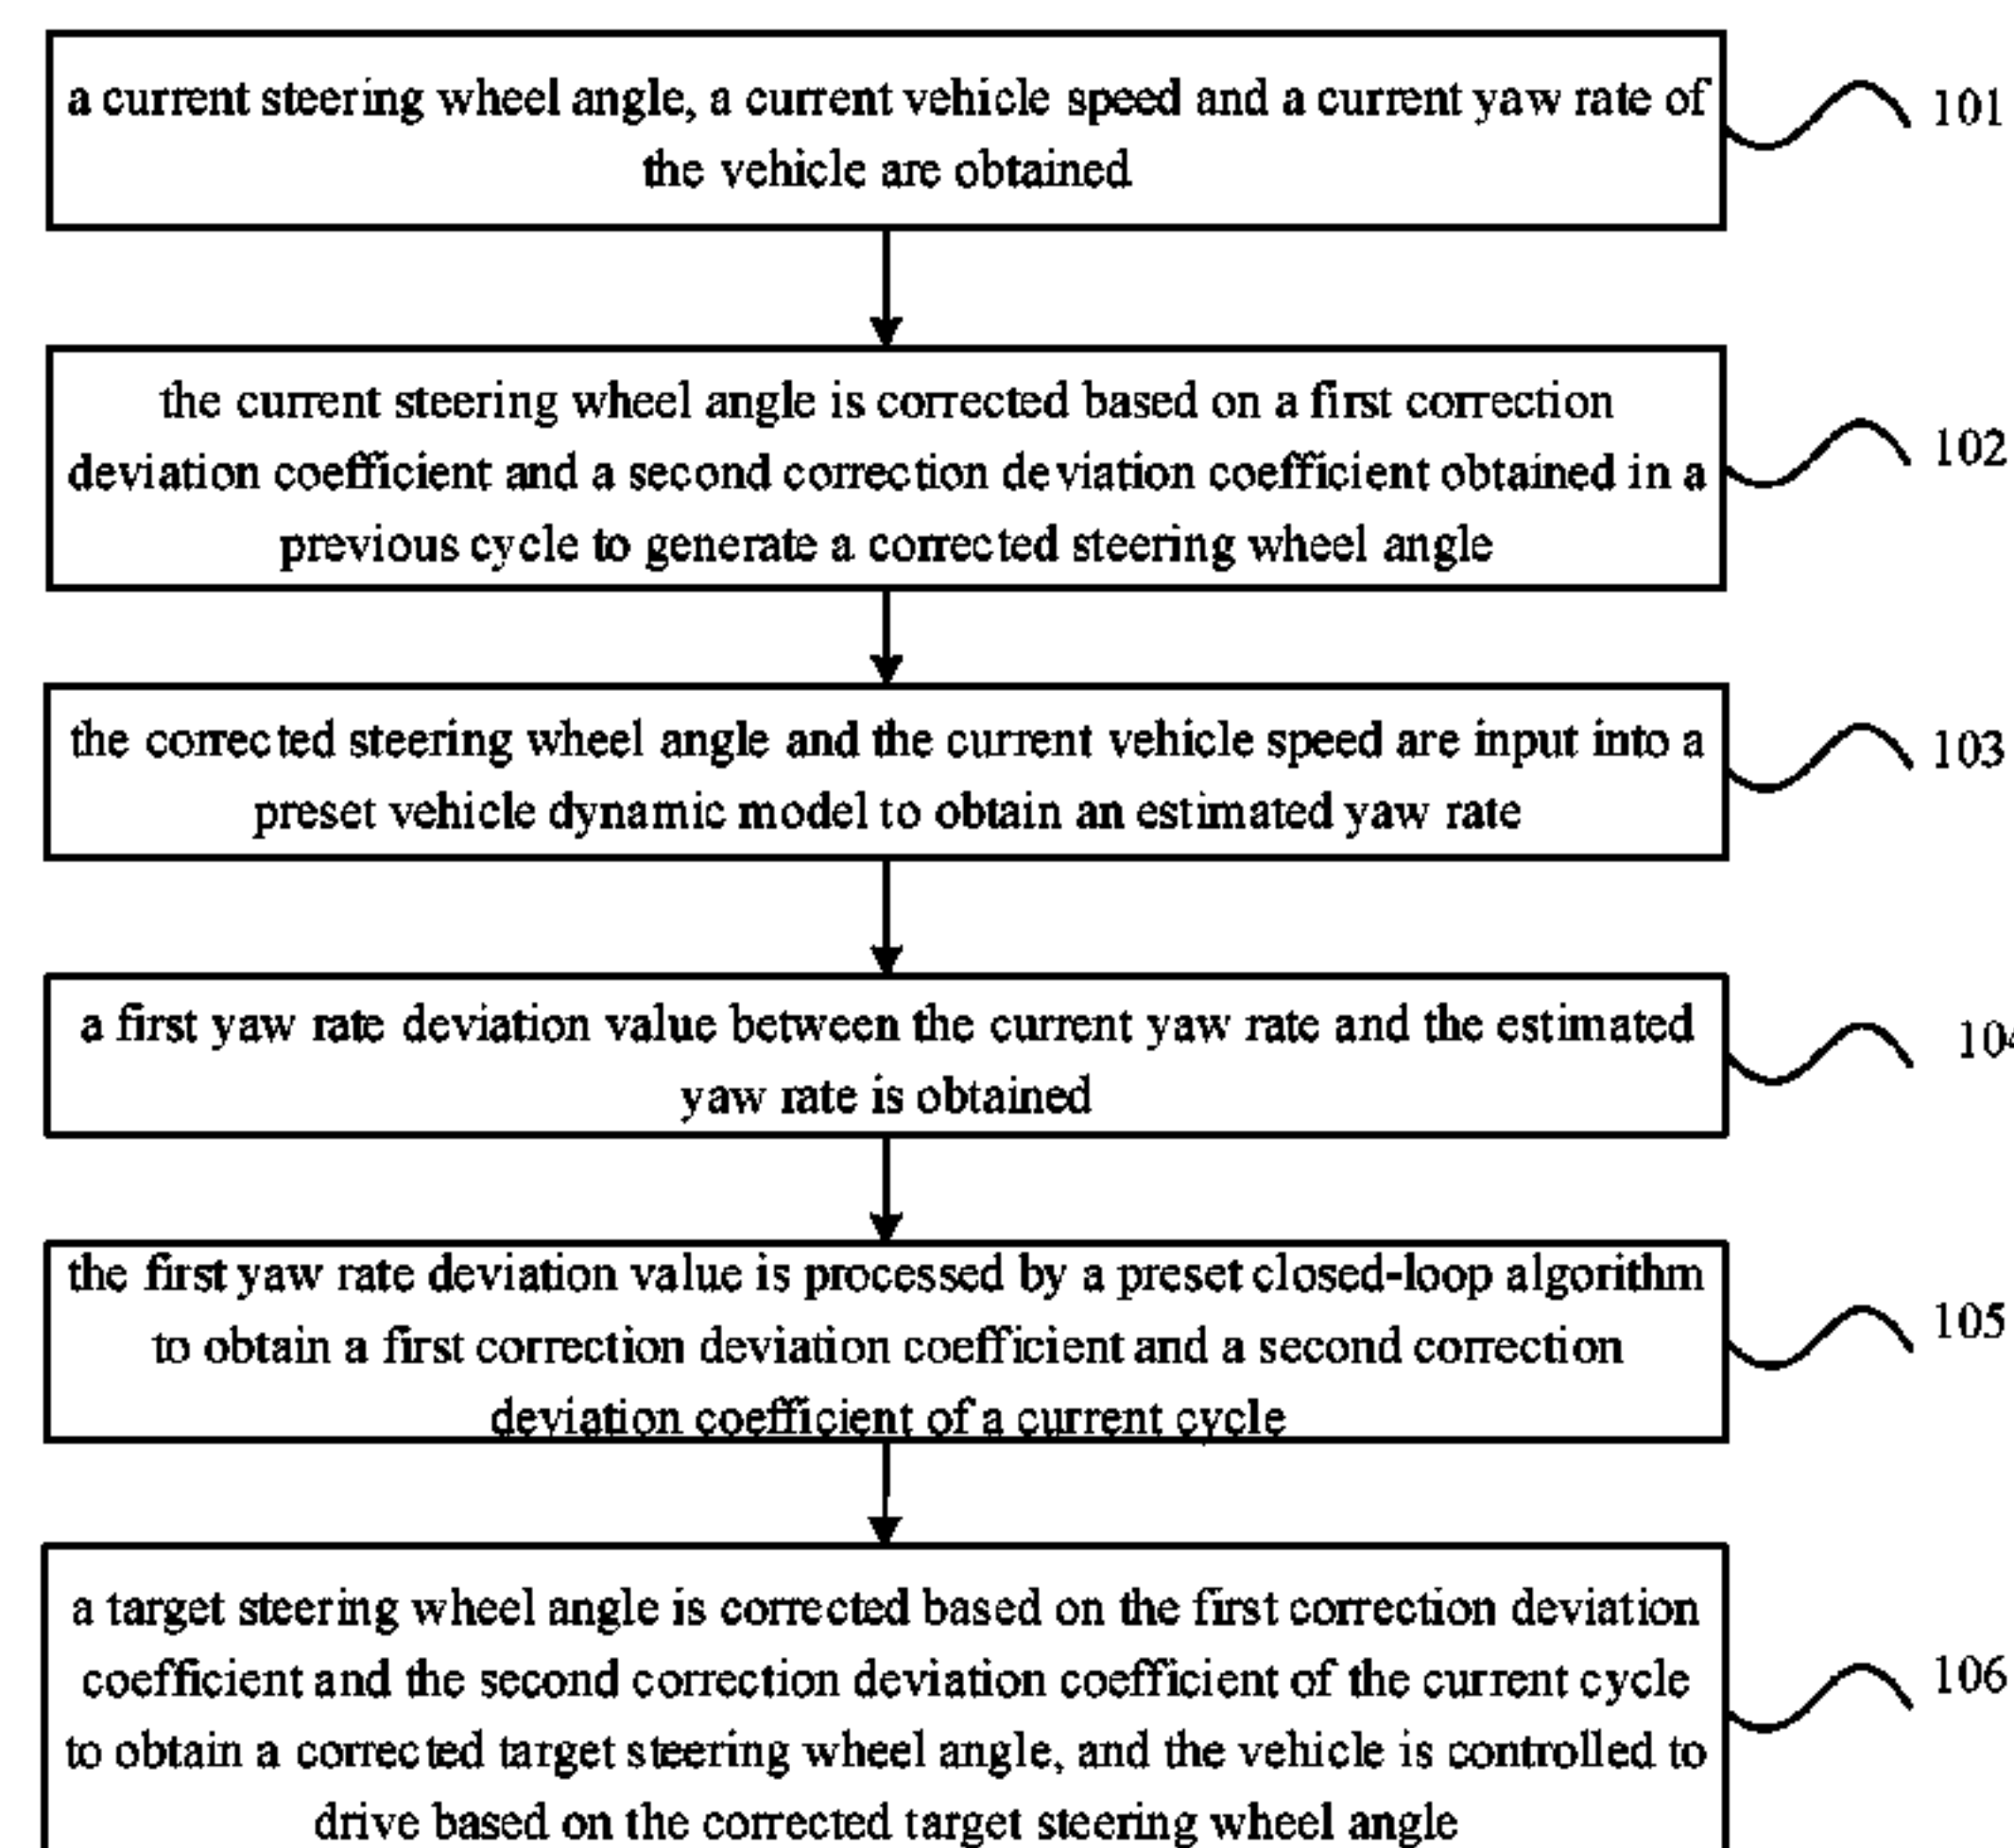 a current steering wheel angle, a current vehicle speed and a current yaw rate of
the vehicle are obtained
101
the current steering wheel angle is corrected based on a first correction
deviation coefficient and a second correction deviation coefficient obtained in a
previous cycle to generate a corrected steering wheel angle
102
the corrected steering wheel angle and the current vehicle speed are input into a
preset vehicle dynamic model to obtain an estimated yaw rate
103
a first yaw rate deviation value between the current yaw rate and the estimated
yaw rate is obtained
104
the first yaw rate deviation value is processed by a preset closed-loop algorithm
to obtain a first correction deviation coefficient and a second correction
deviation coefficient of a current cycle
105
a target steering wheel angle is corrected based on the first correction deviation
coefficient and the second correction deviation coefficient of the current cycle
to obtain a corrected target steering wheel angle, and the vehicle is controlled to
drive based on the corrected target steering wheel angle
106